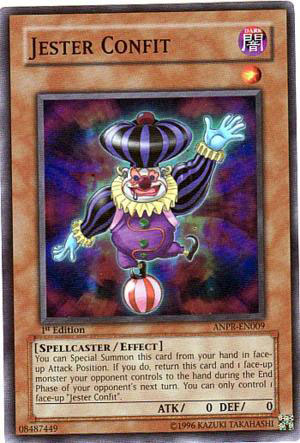 JESTER CONFIT
DARK
闇
1st Edition
ANPR-EN009
[SPELLCASTER / EFFECT]
You can Special Summon this card from your hand in face-
up Attack Position. If you do, return this card and 1 face-up
monster your opponent controls to the hand during the End
Phase of your opponent's next turn. You can only control 1
face-up "Jester Confit".
ATK / 0 DEF / 0
08487449
©1996 KAZUKI TAKAHASHI